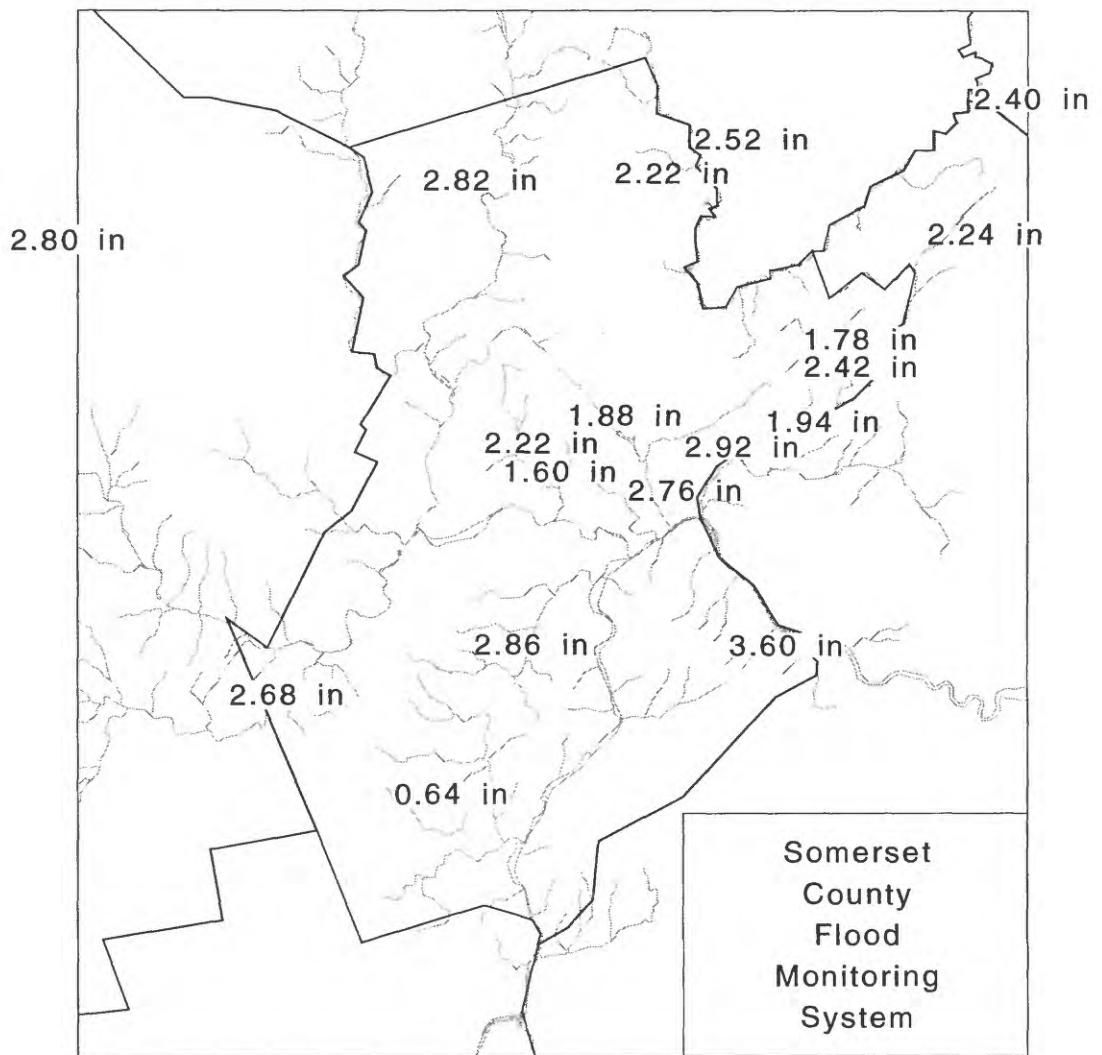 2.40 in
2.52 in
2.82 in
2.22 in
2.80 in
2.24 in
1.78 in
2.42 in
1.88 in
1.94 in
2.22 in
2.92 in
1.60 in
2.76 in
2.86 in
3.60 in
2.68 in
0.64 in
Somerset
County
Flood
Monitoring
System